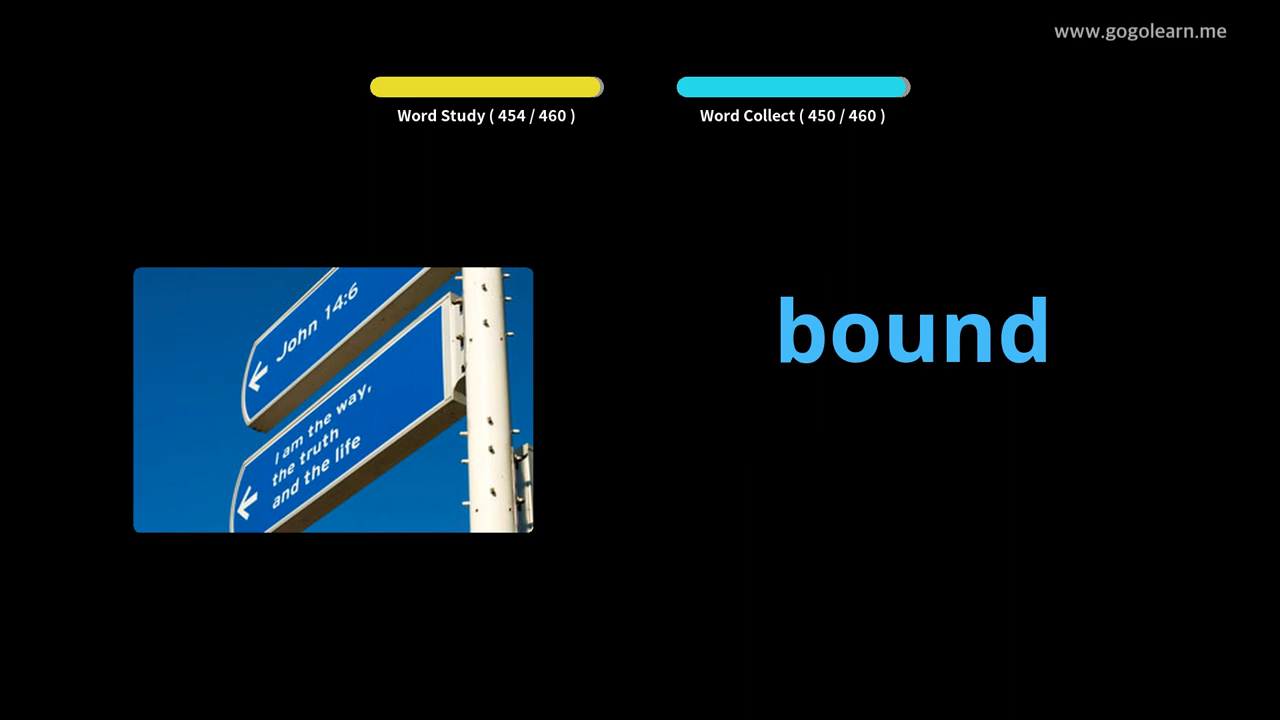 www.gogolearn.me
Word Study ( 454 / 460 )
Word Collect ( 450 / 460 )
John 14:6
I am the way,
the truth
and the life
bound